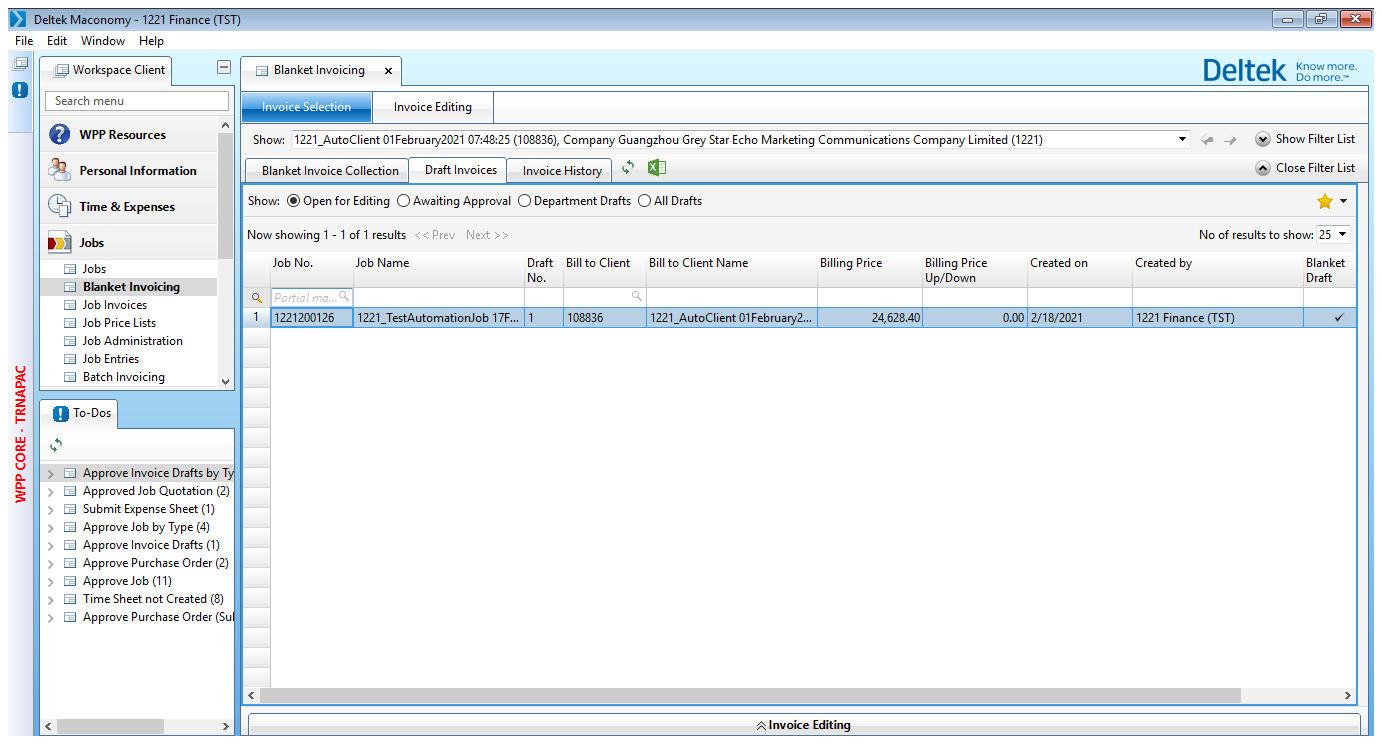 Deltek Maconomy - 1221 Finance (TST)
File Edit Window Help
Workspace Client
Search menu
WPP Resources
Personal Information
Time & Expenses
Jobs
Jobs
Blanket Invoicing
Job Invoices
Job Price Lists
Job Administration
Job Entries
Batch Invoicing
To-Dos
Approve Invoice Drafts by Ty
Approved Job Quotation (2)
Submit Expense Sheet (1)
Approve Job by Type (4)
Approve Invoice Drafts (1)
Approve Purchase Order (2)
Approve Job (11)
Time Sheet not Created (8)
Approve Purchase Order (Sul
WPP CORE - TRNAPAC
Blanket Invoicing
Deltek Know more. Do more.™
Invoice Selection Invoice Editing
Show: 1221_AutoClient 01February2021 07:48:25 (108836), Company Guangzhou Grey Star Echo Marketing Communications Company Limited (1221) Show Filter List
Blanket Invoice Collection Draft Invoices Invoice History Close Filter List
Show: Open for Editing Awaiting Approval Department Drafts All Drafts
Now showing 1 - 1 of 1 results << Prev Next >> No of results to show: 25
Job No. Job Name Draft No. Bill to Client Bill to Client Name Billing Price Billing Price Up/Down Created on Created by Blanket Draft
Partial ma...
1 1221200126 1221_TestAutomationJob 17F... 1 108836 1221_AutoClient 01February2... 24,628.40 0.00 2/18/2021 1221 Finance (TST)
Invoice Editing